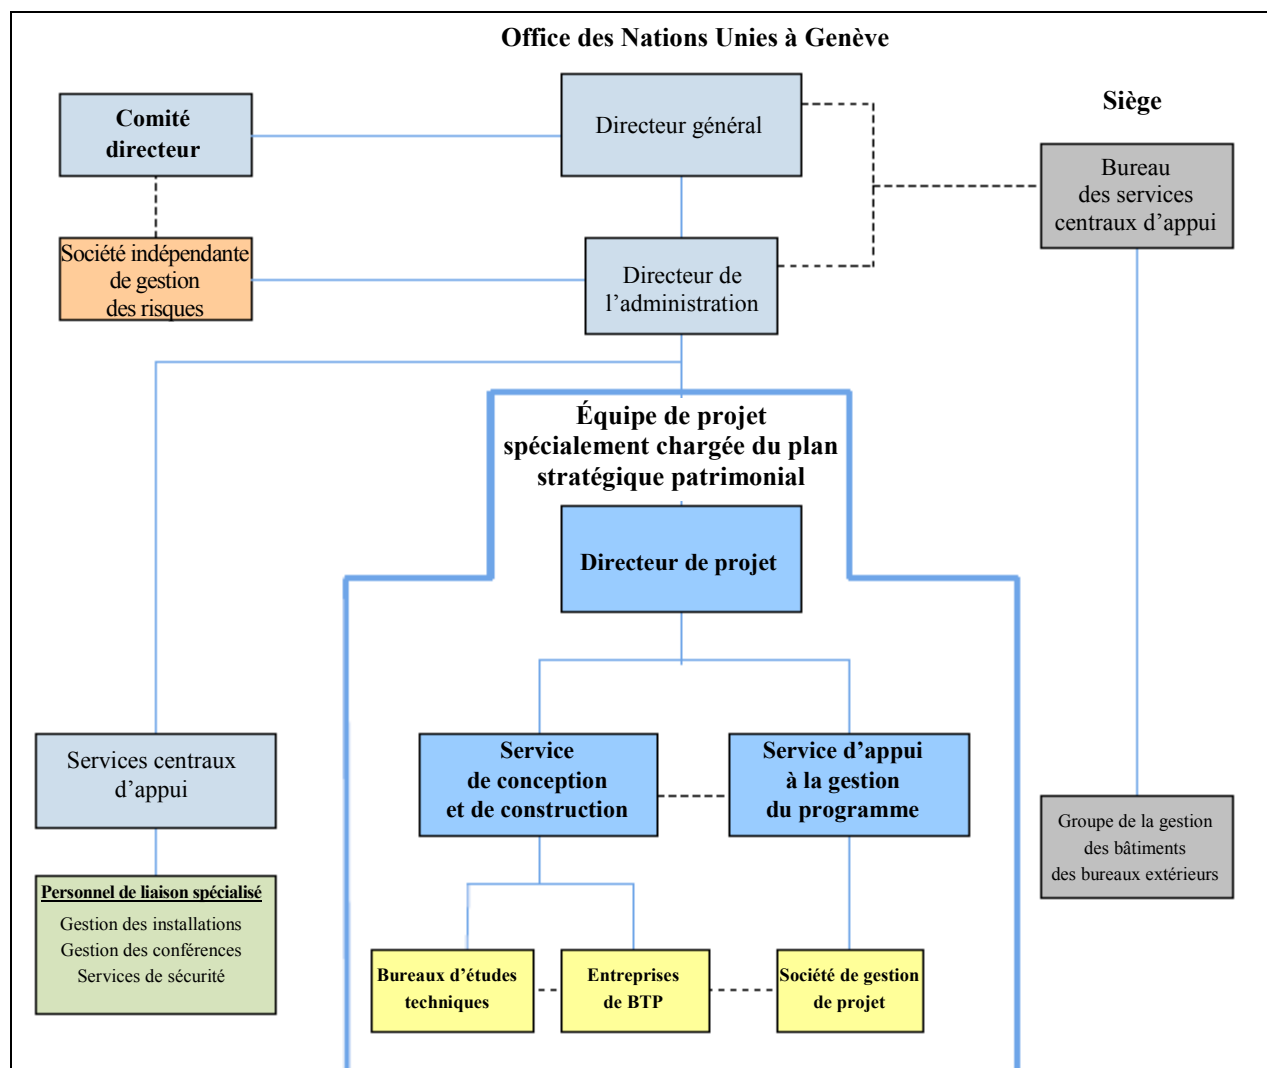 Office des Nations Unies à Genève
Comité
directeur
Directeur général
Siège
Bureau
des services
centraux d'appui
Société indépendante
de gestion
des risques
Directeur de
l'administration
Équipe de projet
spécialement chargée du plan
stratégique patrimonial
Directeur de projet
Services centraux
d'appui
Service
de conception
et de construction
Service d'appui
à la gestion
du programme
Groupe de la gestion
des bâtiments
des bureaux extérieurs
Personnel de liaison spécialisé
Gestion des installations
Gestion des conférences
Services de sécurité
Bureaux d'études
techniques
Entreprises
de BTP
Société de gestion
de projet